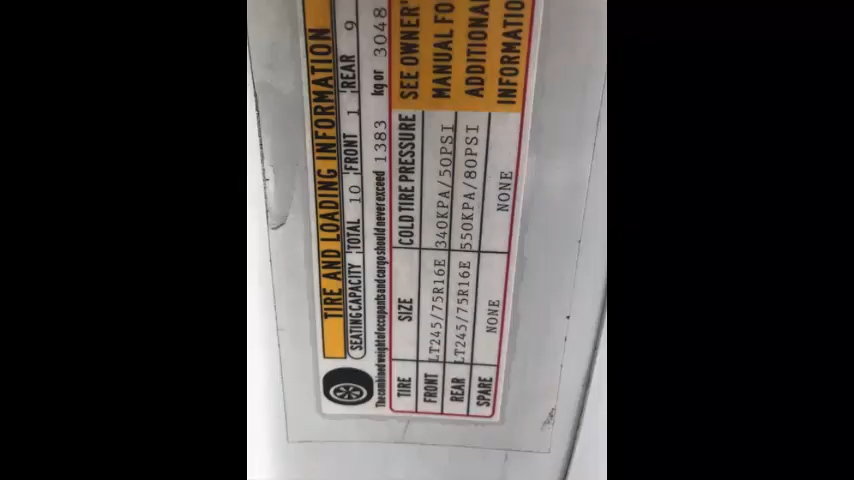 TIRE AND LOADING INFORMATION
SEATING CAPACITY TOTAL 10 FRONT 1 REAR 9
The combined weight of occupants and cargo should never exceed 1383 kg or 3048
TIRE SIZE COLD TIRE PRESSURE SEE OWNER'
FRONT LT245/75R16E 340KPA/50PSI MANUAL FO
REAR LT245/75R16E 550KPA/80PSI ADDITIONAL
SPARE NONE NONE INFORMATIO